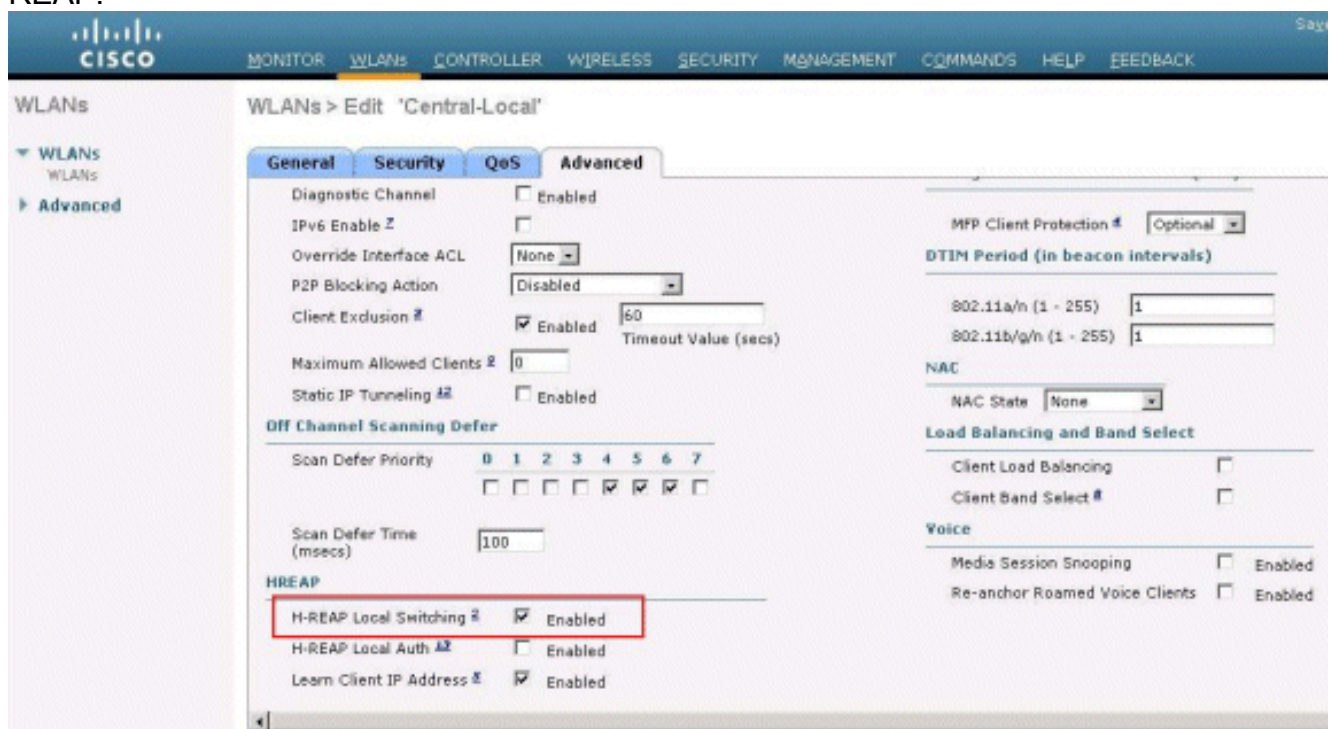 CISCO
MONITOR WLANs CONTROLLER WIRELESS SECURITY MANAGEMENT COMMANDS HELP FEEDBACK
WLANs
WLANs
WLANs
Advanced
WLANs > Edit 'Central-Local'
General Security QoS Advanced
Diagnostic Channel Enabled
IPv6 Enable 7
Override Interface ACL None
P2P Blocking Action Disabled
Client Exclusion Enabled 60
Timeout Value (secs)
Maximum Allowed Clients 0
Static IP Tunneling Enabled
Off Channel Scanning Defer
Scan Defer Priority 0 1 2 3 4 5 6 7
Scan Defer Time
(msecs) 100
HREAP
H-REAP Local Switching Enabled
H-REAP Local Auth Enabled
Learn Client IP Address Enabled
MFP Client Protection 4 Optional
DTIM Period (in beacon intervals)
802.11a/n (1 - 255) 1
802.11b/g/n (1 - 255) 1
NAC
NAC State None
Load Balancing and Band Select
Client Load Balancing
Client Band Select
Voice
Media Session Snooping Enabled
Re-anchor Roamed Voice Clients Enabled